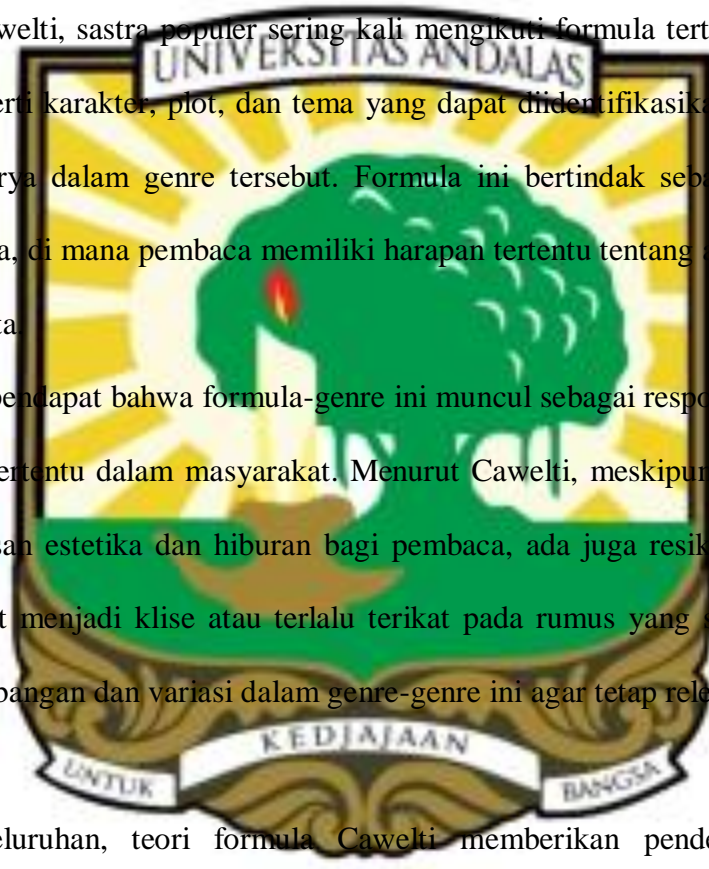 welti, sastra populer sering kali mengikuti formula tert
UNIVERSITAS ANDALAS
erti karakter, plot, dan tema yang dapat diidentifikasika
rya dalam genre tersebut. Formula ini bertindak seba
a, di mana pembaca memiliki harapan tertentu tentang a
ta.
pendapat bahwa formula-genre ini muncul sebagai respo
ertentu dalam masyarakat. Menurut Cawelti, meskipun
san estetika dan hiburan bagi pembaca, ada juga resik
t menjadi klise atau terlalu terikat pada rumus yang s
bangan dan variasi dalam genre-genre ini agar tetap rele
KEDJAJAAN
UNTUK BANGSA
eluruhan, teori formula Cawelti memberikan pende